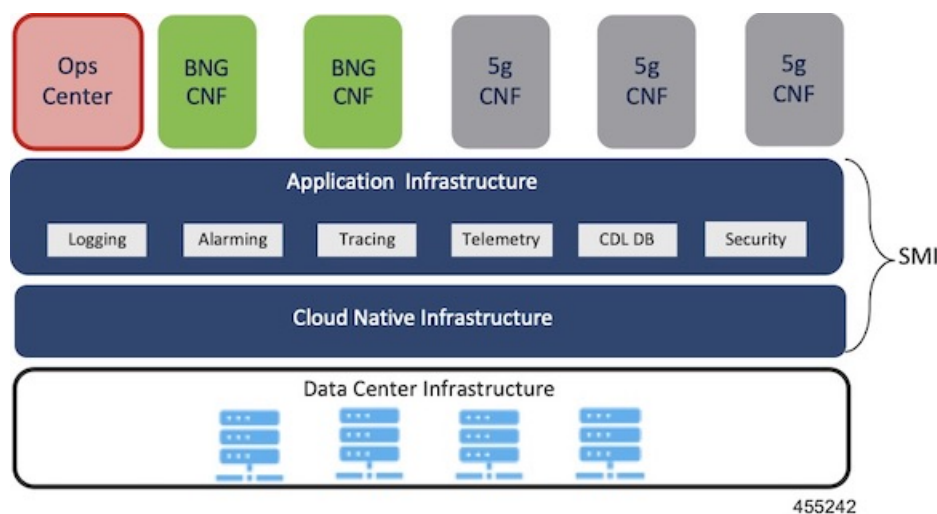 Ops
Center
BNG
CNF
BNG
CNF
5g
CNF
5g
CNF
5g
CNF
Application Infrastructure
Logging
Alarming
Tracing
Telemetry
CDL DB
Security
SMI
Cloud Native Infrastructure
Data Center Infrastructure
455242